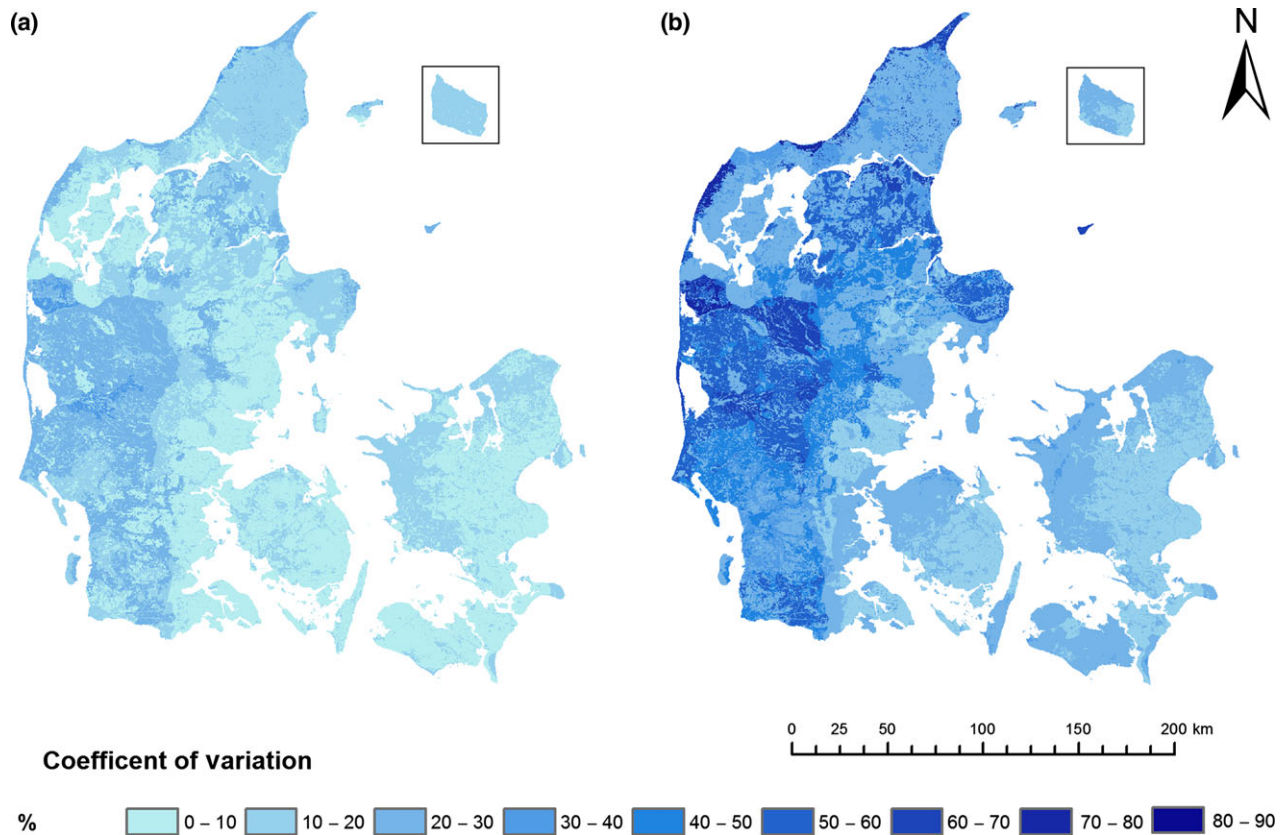 (a)
(b)
N
0 25 50 100 150 200 km
Coefficent of variation
% 0 – 10 10 – 20 20 – 30 30 – 40 40 – 50 50 – 60 60 – 70 70 – 80 80 – 90